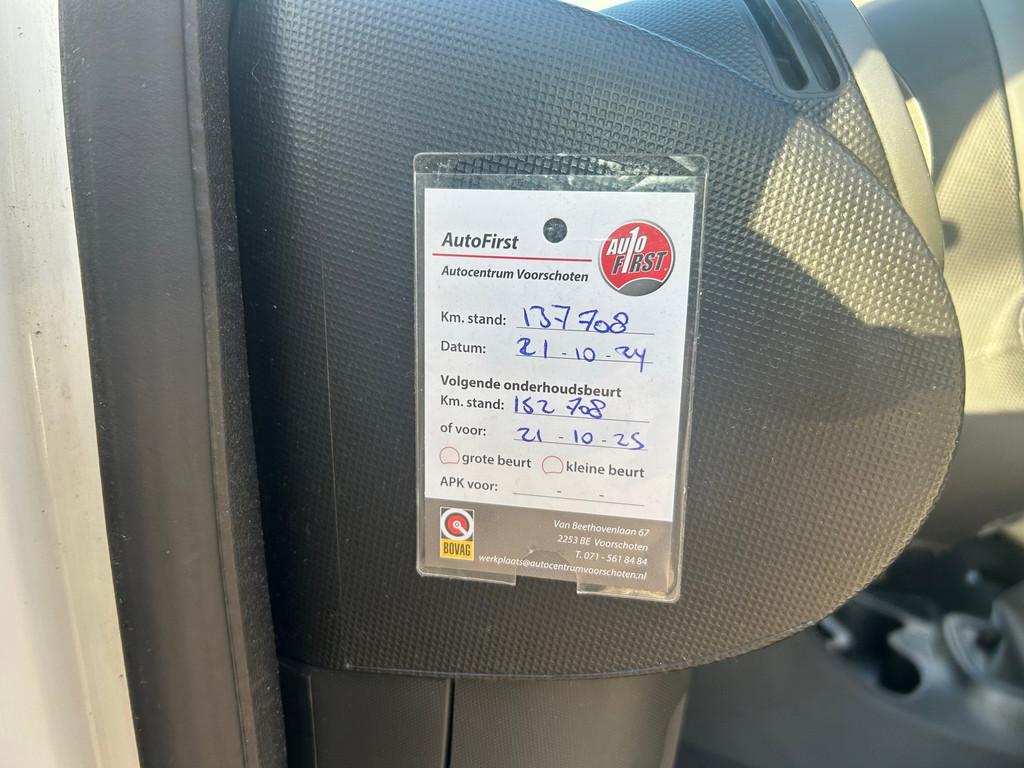 AutoFirst
AUTO FIRST
Autocentrum Voorschoten
Km. stand: 137 708
Datum: 21 - 10 - 24
Volgende onderhoudsbeurt
Km. stand: 152 708
of voor: 21 - 10 - 25
grote beurt kleine beurt
APK voor: - -
BOVAG
Van Beethovenlaan 67
2253 BE Voorschoten
T. 071 - 561 84 84
werkplaats@autocentrumvoorschoten.nl